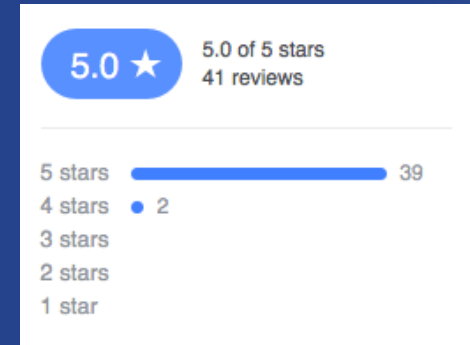 5.0 ★
5.0 of 5 stars
41 reviews
5 stars 39
4 stars 2
3 stars
2 stars
1 star